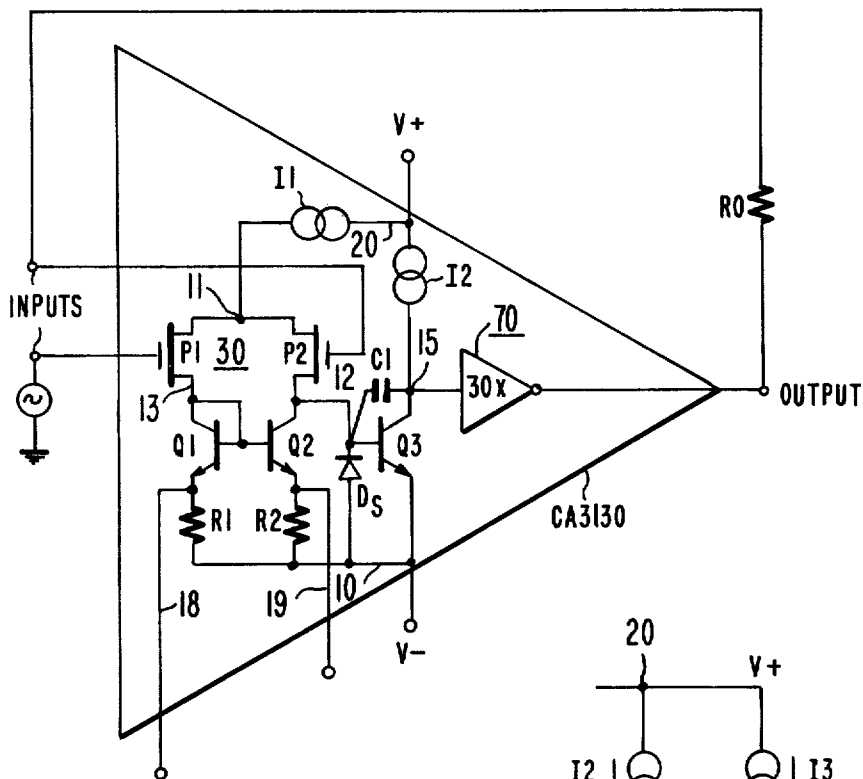 V+
I1
R0
20
I2
11
INPUTS
70
15
P1
30
P2
C1
12
30X
OUTPUT
13
Q1
Q2
Q3
DS
R1
R2
CA3130
10
18
19
V-
20
V+
I2
I3